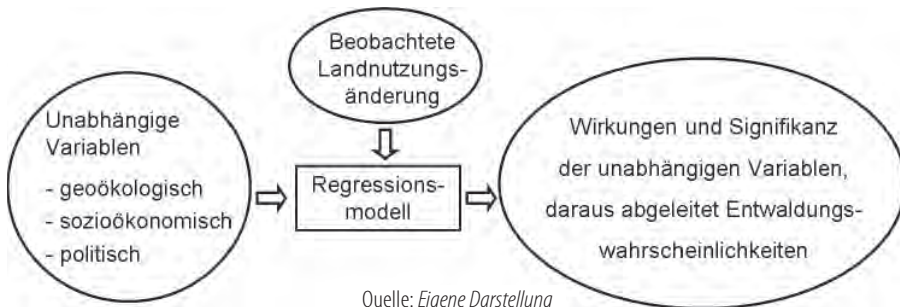 Unabhängige
Variablen
- geoökologisch
- sozioökonomisch
- politisch
Beobachtete
Landnutzungs-
änderung
Regressions-
modell
Wirkungen und Signifikanz
der unabhängigen Variablen,
daraus abgeleitet Entwaldungs-
wahrscheinlichkeiten
Quelle: Eigene Darstellung